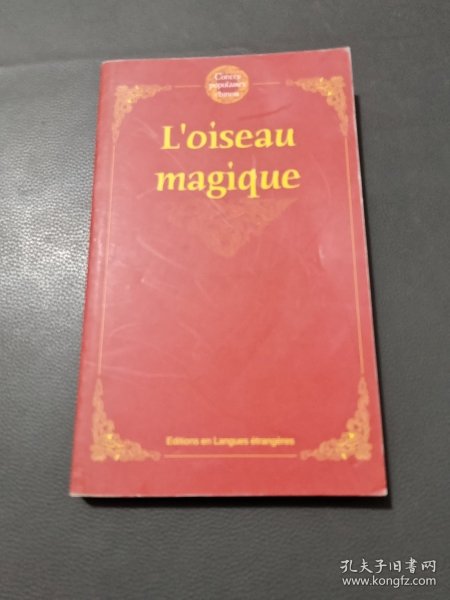 Contes
populaires
chinois
L'oiseau
magique
Editions en Langues étrangères
孔夫子旧书网
www.kongfz.com